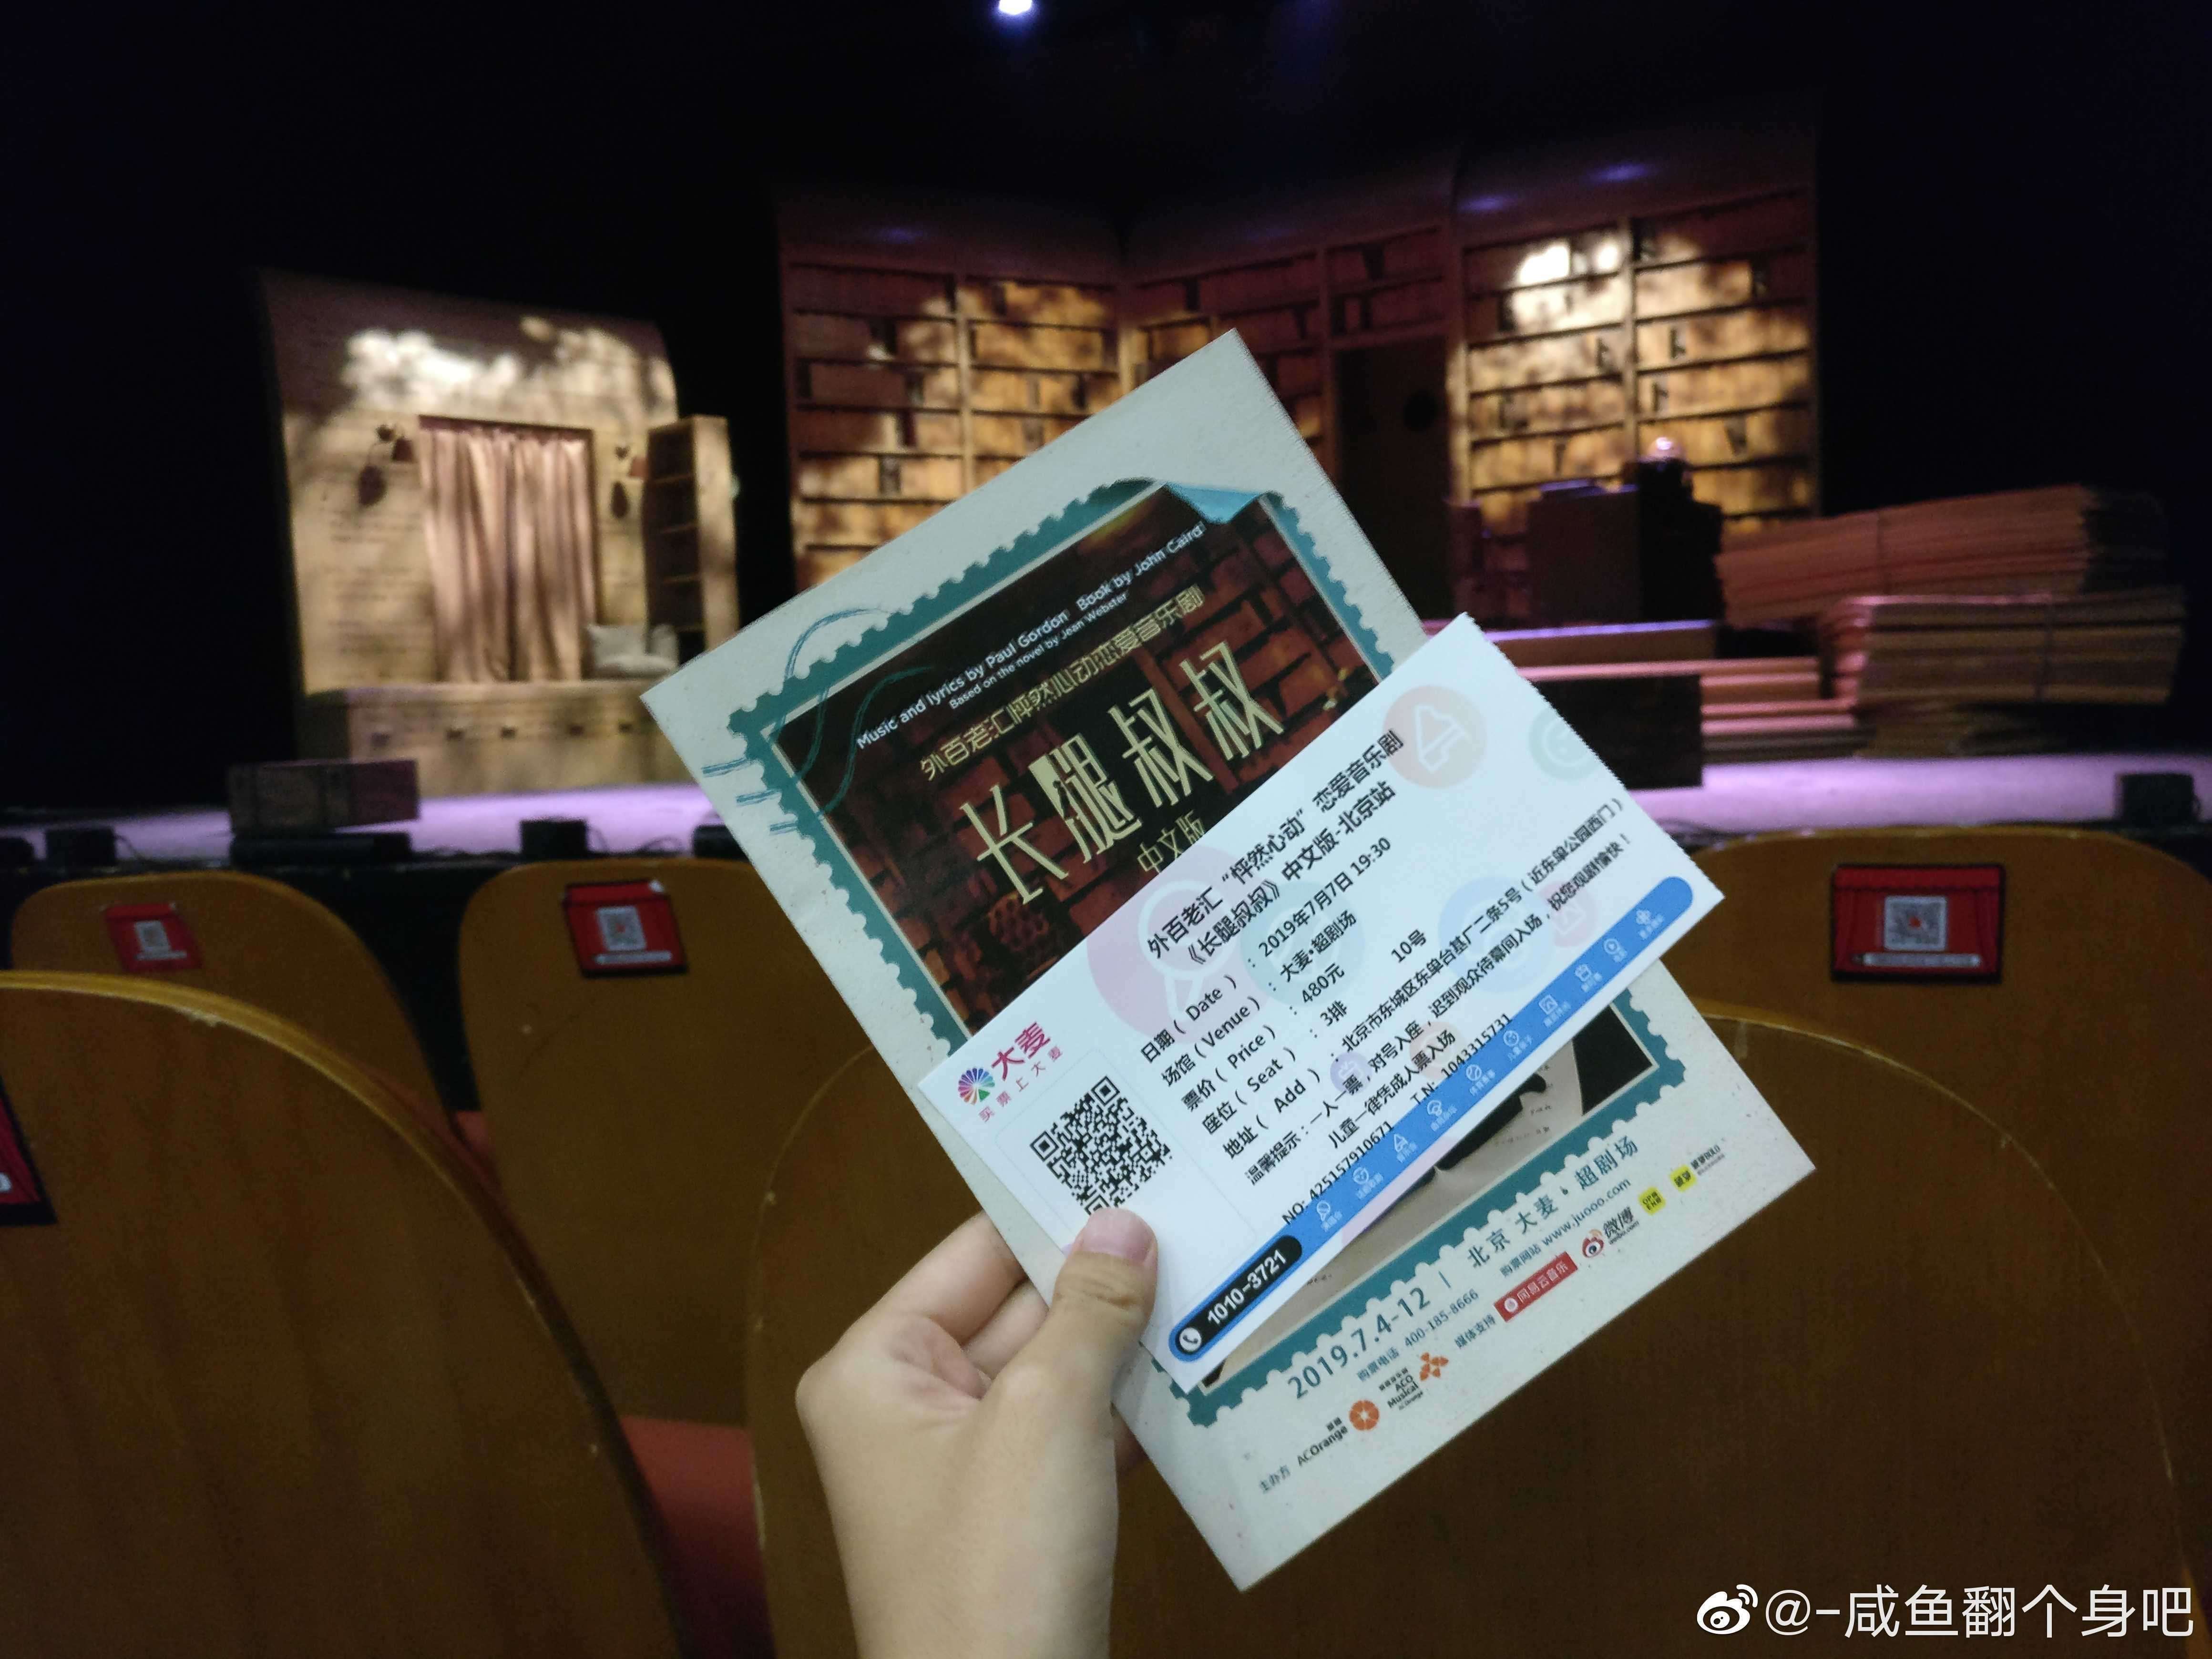 Music and lyrics by Paul Gordon Book by John Caird
Based on the novel by Jean Webster
外百老汇怦然心动恋爱音乐剧
长腿叔叔
中文版
大麦
买票上大麦
外百老汇“怦然心动”恋爱音乐剧
《长腿叔叔》中文版-北京站
日期(Date): 2019年7月7日 19:30
场馆(Venue): 大麦·超剧场
票价(Price): 480元
座位(Seat): 3排 10号
地址(Add): 北京市东城区东单台基厂二条5号(近东单公园西门)
温馨提示:一人一票,对号入座,迟到观众待幕间入场,祝您观剧愉快!
儿童一律凭成人票入场
NO: 425157910671 T.N: 1043315731
1010-3721
2019.7.4-12 | 北京 大麦·超剧场
购票电话 400-185-8666 购票网站 www.juooo.com
主办方 ACOrange ACO Musical 媒体支持 网易云音乐 微博 weibo.com
@-咸鱼翻个身吧